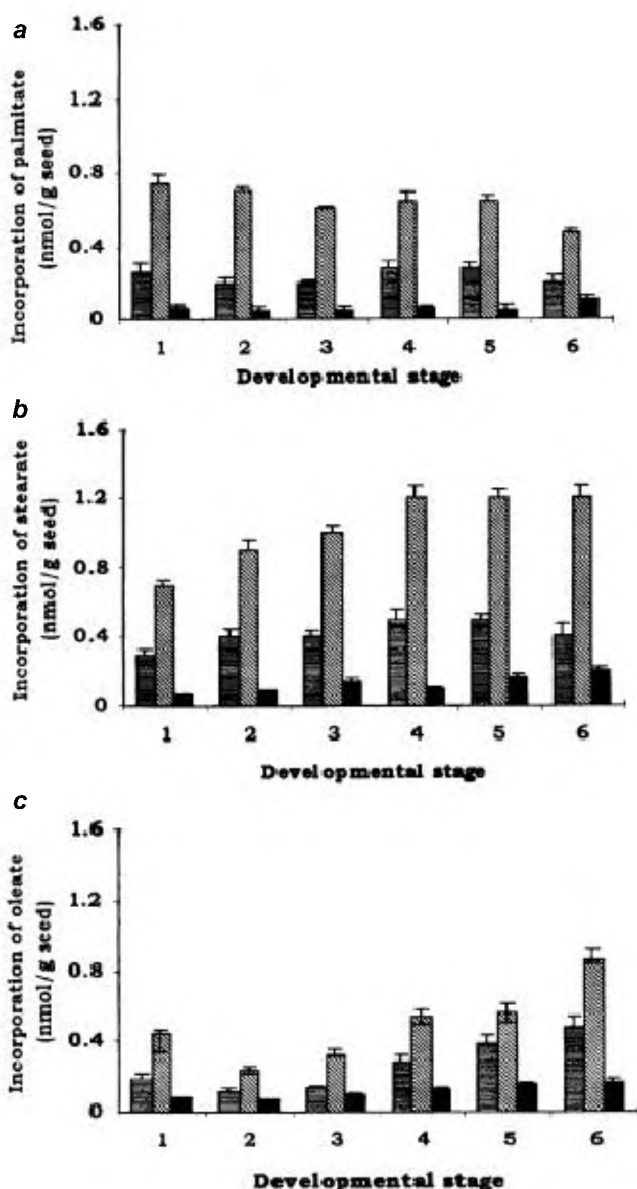 a
Incorporation of palmitate
(nmol/g seed)
1.6
1.2
0.8
0.4
0
1 2 3 4 5 6
Developmental stage
b
Incorporation of stearate
(nmol/g seed)
1.6
1.2
0.8
0.4
0
1 2 3 4 5 6
Developmental stage
c
Incorporation of oleate
(nmol/g seed)
1.6
1.2
0.8
0.4
0
1 2 3 4 5 6
Developmental stage